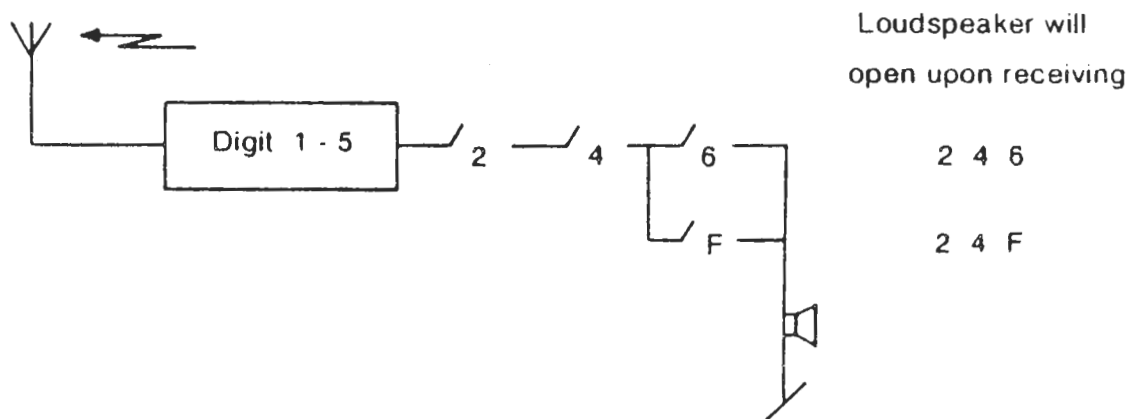 Loudspeaker will
open upon receiving
Digit 1 - 5
2 4 6
2 4 6
F
2 4 F